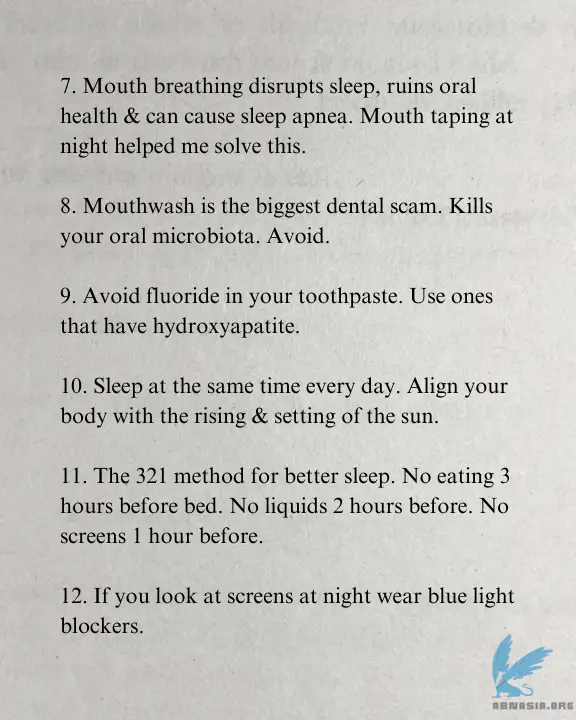 7. Mouth breathing disrupts sleep, ruins oral
health & can cause sleep apnea. Mouth taping at
night helped me solve this.
8. Mouthwash is the biggest dental scam. Kills
your oral microbiota. Avoid.
9. Avoid fluoride in your toothpaste. Use ones
that have hydroxyapatite.
10. Sleep at the same time every day. Align your
body with the rising & setting of the sun.
11. The 321 method for better sleep. No eating 3
hours before bed. No liquids 2 hours before. No
screens 1 hour before.
12. If you look at screens at night wear blue light
blockers.
ABWASIA.ORG